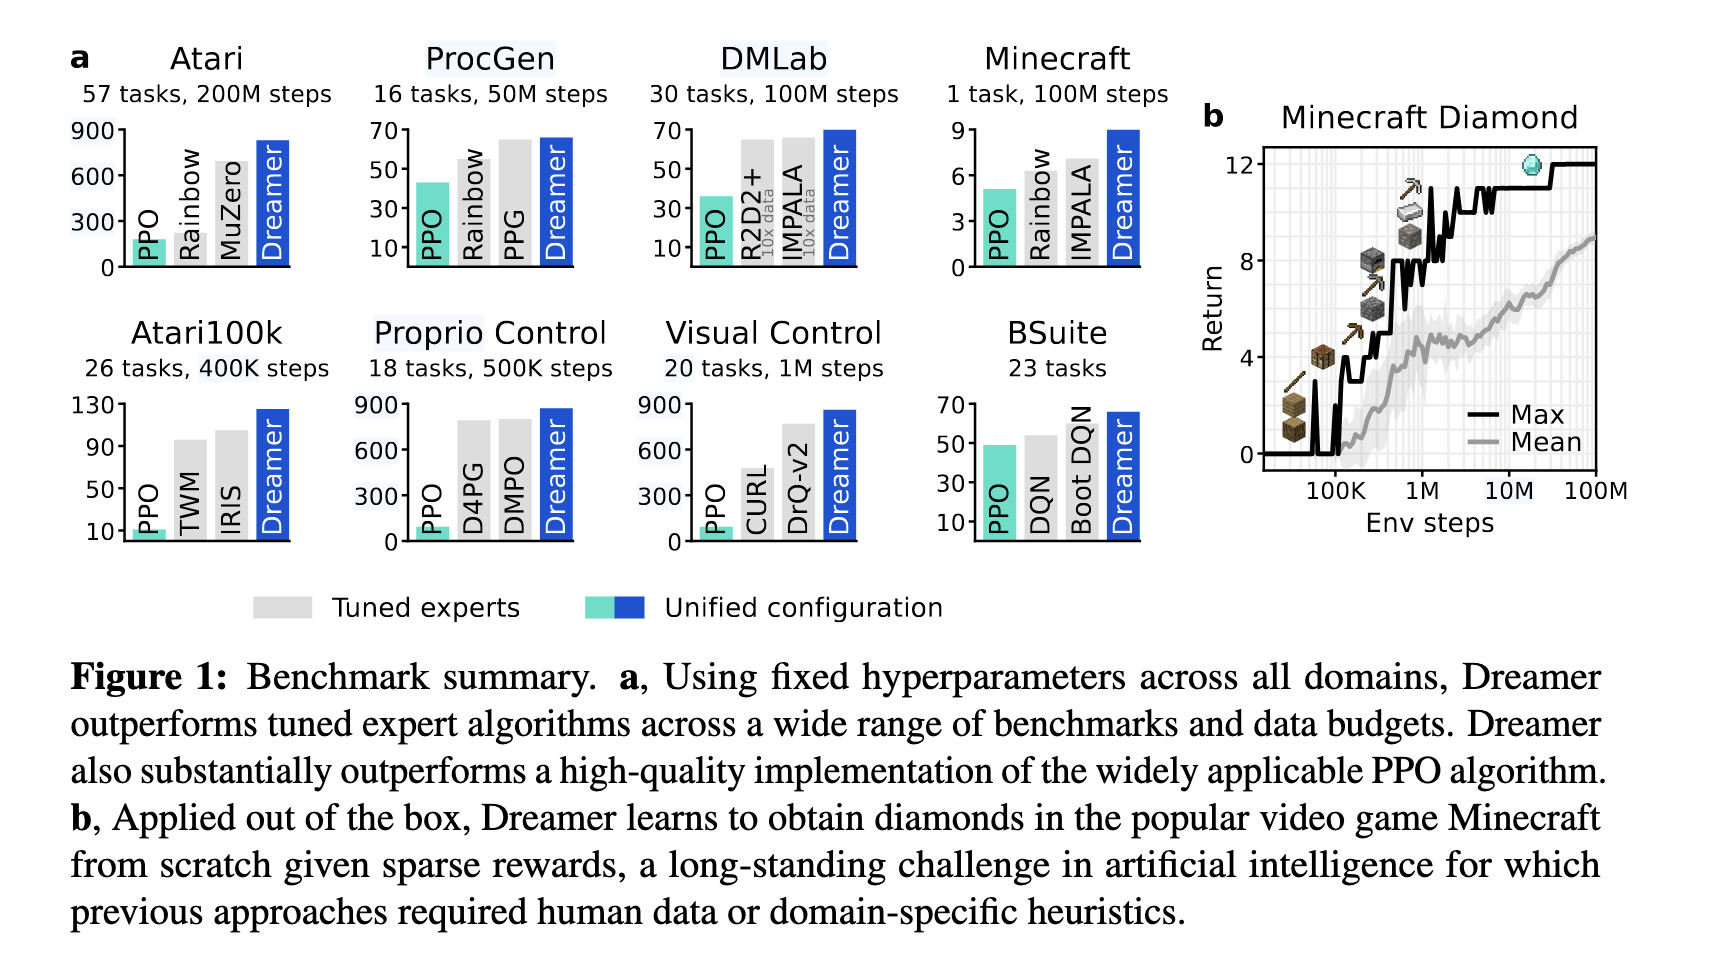 a
Atari
57 tasks, 200M steps
900
600
300
0
PPO
Rainbow
MuZero
Dreamer
ProcGen
16 tasks, 50M steps
70
50
30
10
PPO
Rainbow
PPG
Dreamer
DMLab
30 tasks, 100M steps
70
50
30
10
PPO
R2D2+
10x data
IMPALA
10x data
Dreamer
Minecraft
1 task, 100M steps
9
6
3
0
PPO
Rainbow
IMPALA
Dreamer
Atari100k
26 tasks, 400K steps
130
90
50
10
PPO
TWM
IRIS
Dreamer
Proprio Control
18 tasks, 500K steps
900
600
300
0
PPO
D4PG
DMPO
Dreamer
Visual Control
20 tasks, 1M steps
900
600
300
0
PPO
CURL
DrQ-v2
Dreamer
BSuite
23 tasks
70
50
30
10
PPO
DQN
Boot DQN
Dreamer
Tuned experts
Unified configuration
b
Minecraft Diamond
Return
12
8
4
0
Max
Mean
100K
1M
10M
100M
Env steps
Figure 1: Benchmark summary. a, Using fixed hyperparameters across all domains, Dreamer
outperforms tuned expert algorithms across a wide range of benchmarks and data budgets. Dreamer
also substantially outperforms a high-quality implementation of the widely applicable PPO algorithm.
b, Applied out of the box, Dreamer learns to obtain diamonds in the popular video game Minecraft
from scratch given sparse rewards, a long-standing challenge in artificial intelligence for which
previous approaches required human data or domain-specific heuristics.